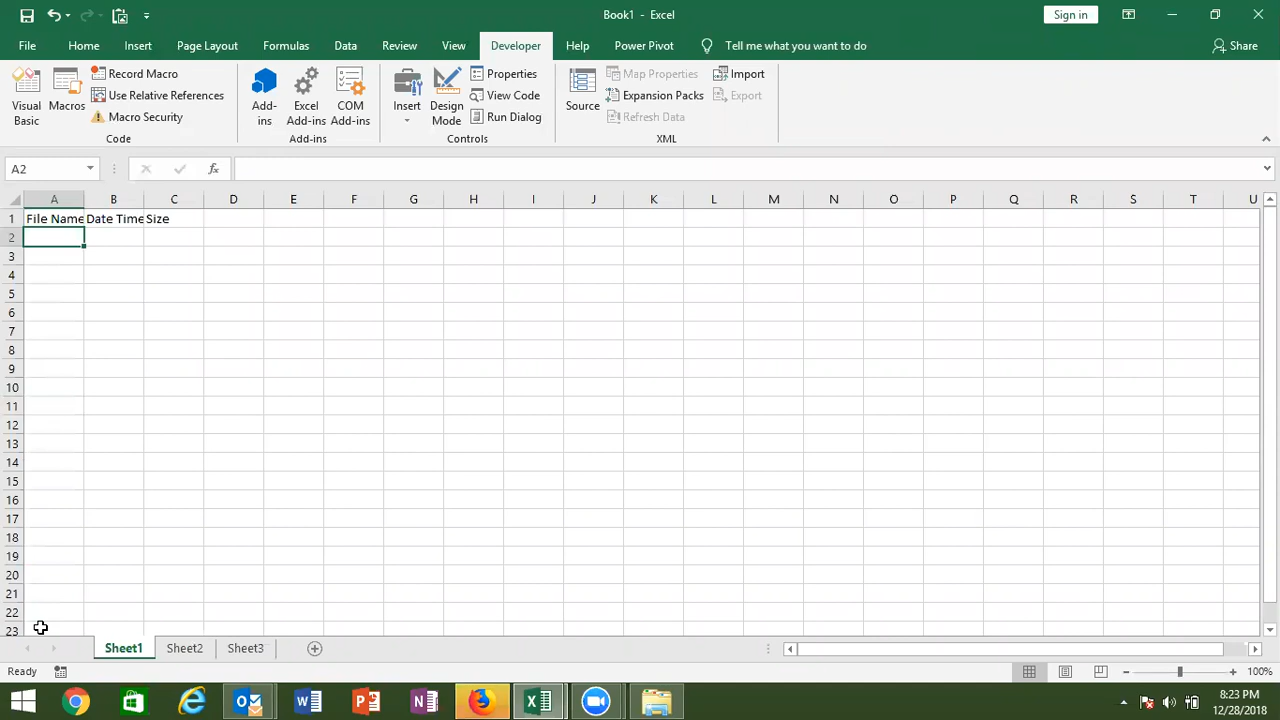 Book1 - Excel
Sign in
File Home Insert Page Layout Formulas Data Review View Developer Help Power Pivot Tell me what you want to do Share
Visual Basic
Macros
Record Macro
Use Relative References
Macro Security
Code
Add-ins
Excel Add-ins
COM Add-ins
Add-ins
Insert
Design Mode
Properties
View Code
Run Dialog
Controls
Source
Map Properties
Expansion Packs
Refresh Data
Import
Export
XML
A2
fx
A B C D E F G H I J K L M N O P Q R S T U
1 File Name Date Time Size
2
3
4
5
6
7
8
9
10
11
12
13
14
15
16
17
18
19
20
21
22
23
Sheet1 Sheet2 Sheet3
Ready
100%
8:23 PM
12/28/2018